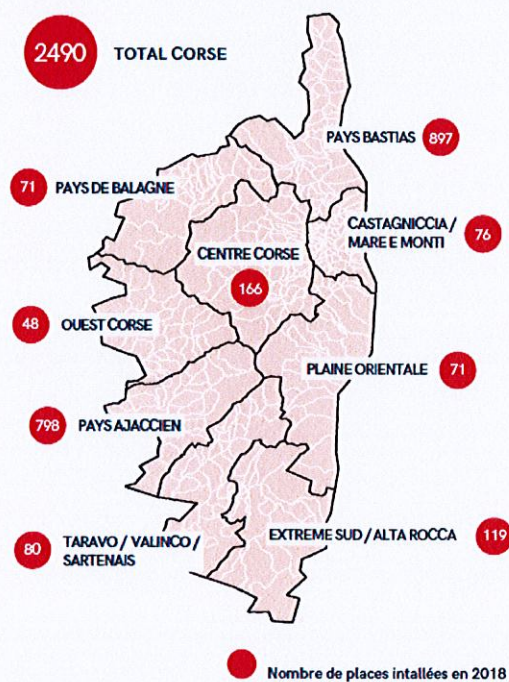 2490 TOTAL CORSE
PAYS BASTIAS 897
71 PAYS DE BALAGNE
CASTAGNICCIA /
MARE E MONTI 76
CENTRE CORSE
166
48 OUEST CORSE
PLAINE ORIENTALE 71
798 PAYS AJACCIEN
80 TARAVO / VALINCO /
SARTENAIS
EXTREME SUD / ALTA ROCCA 119
Nombre de places intallées en 2018